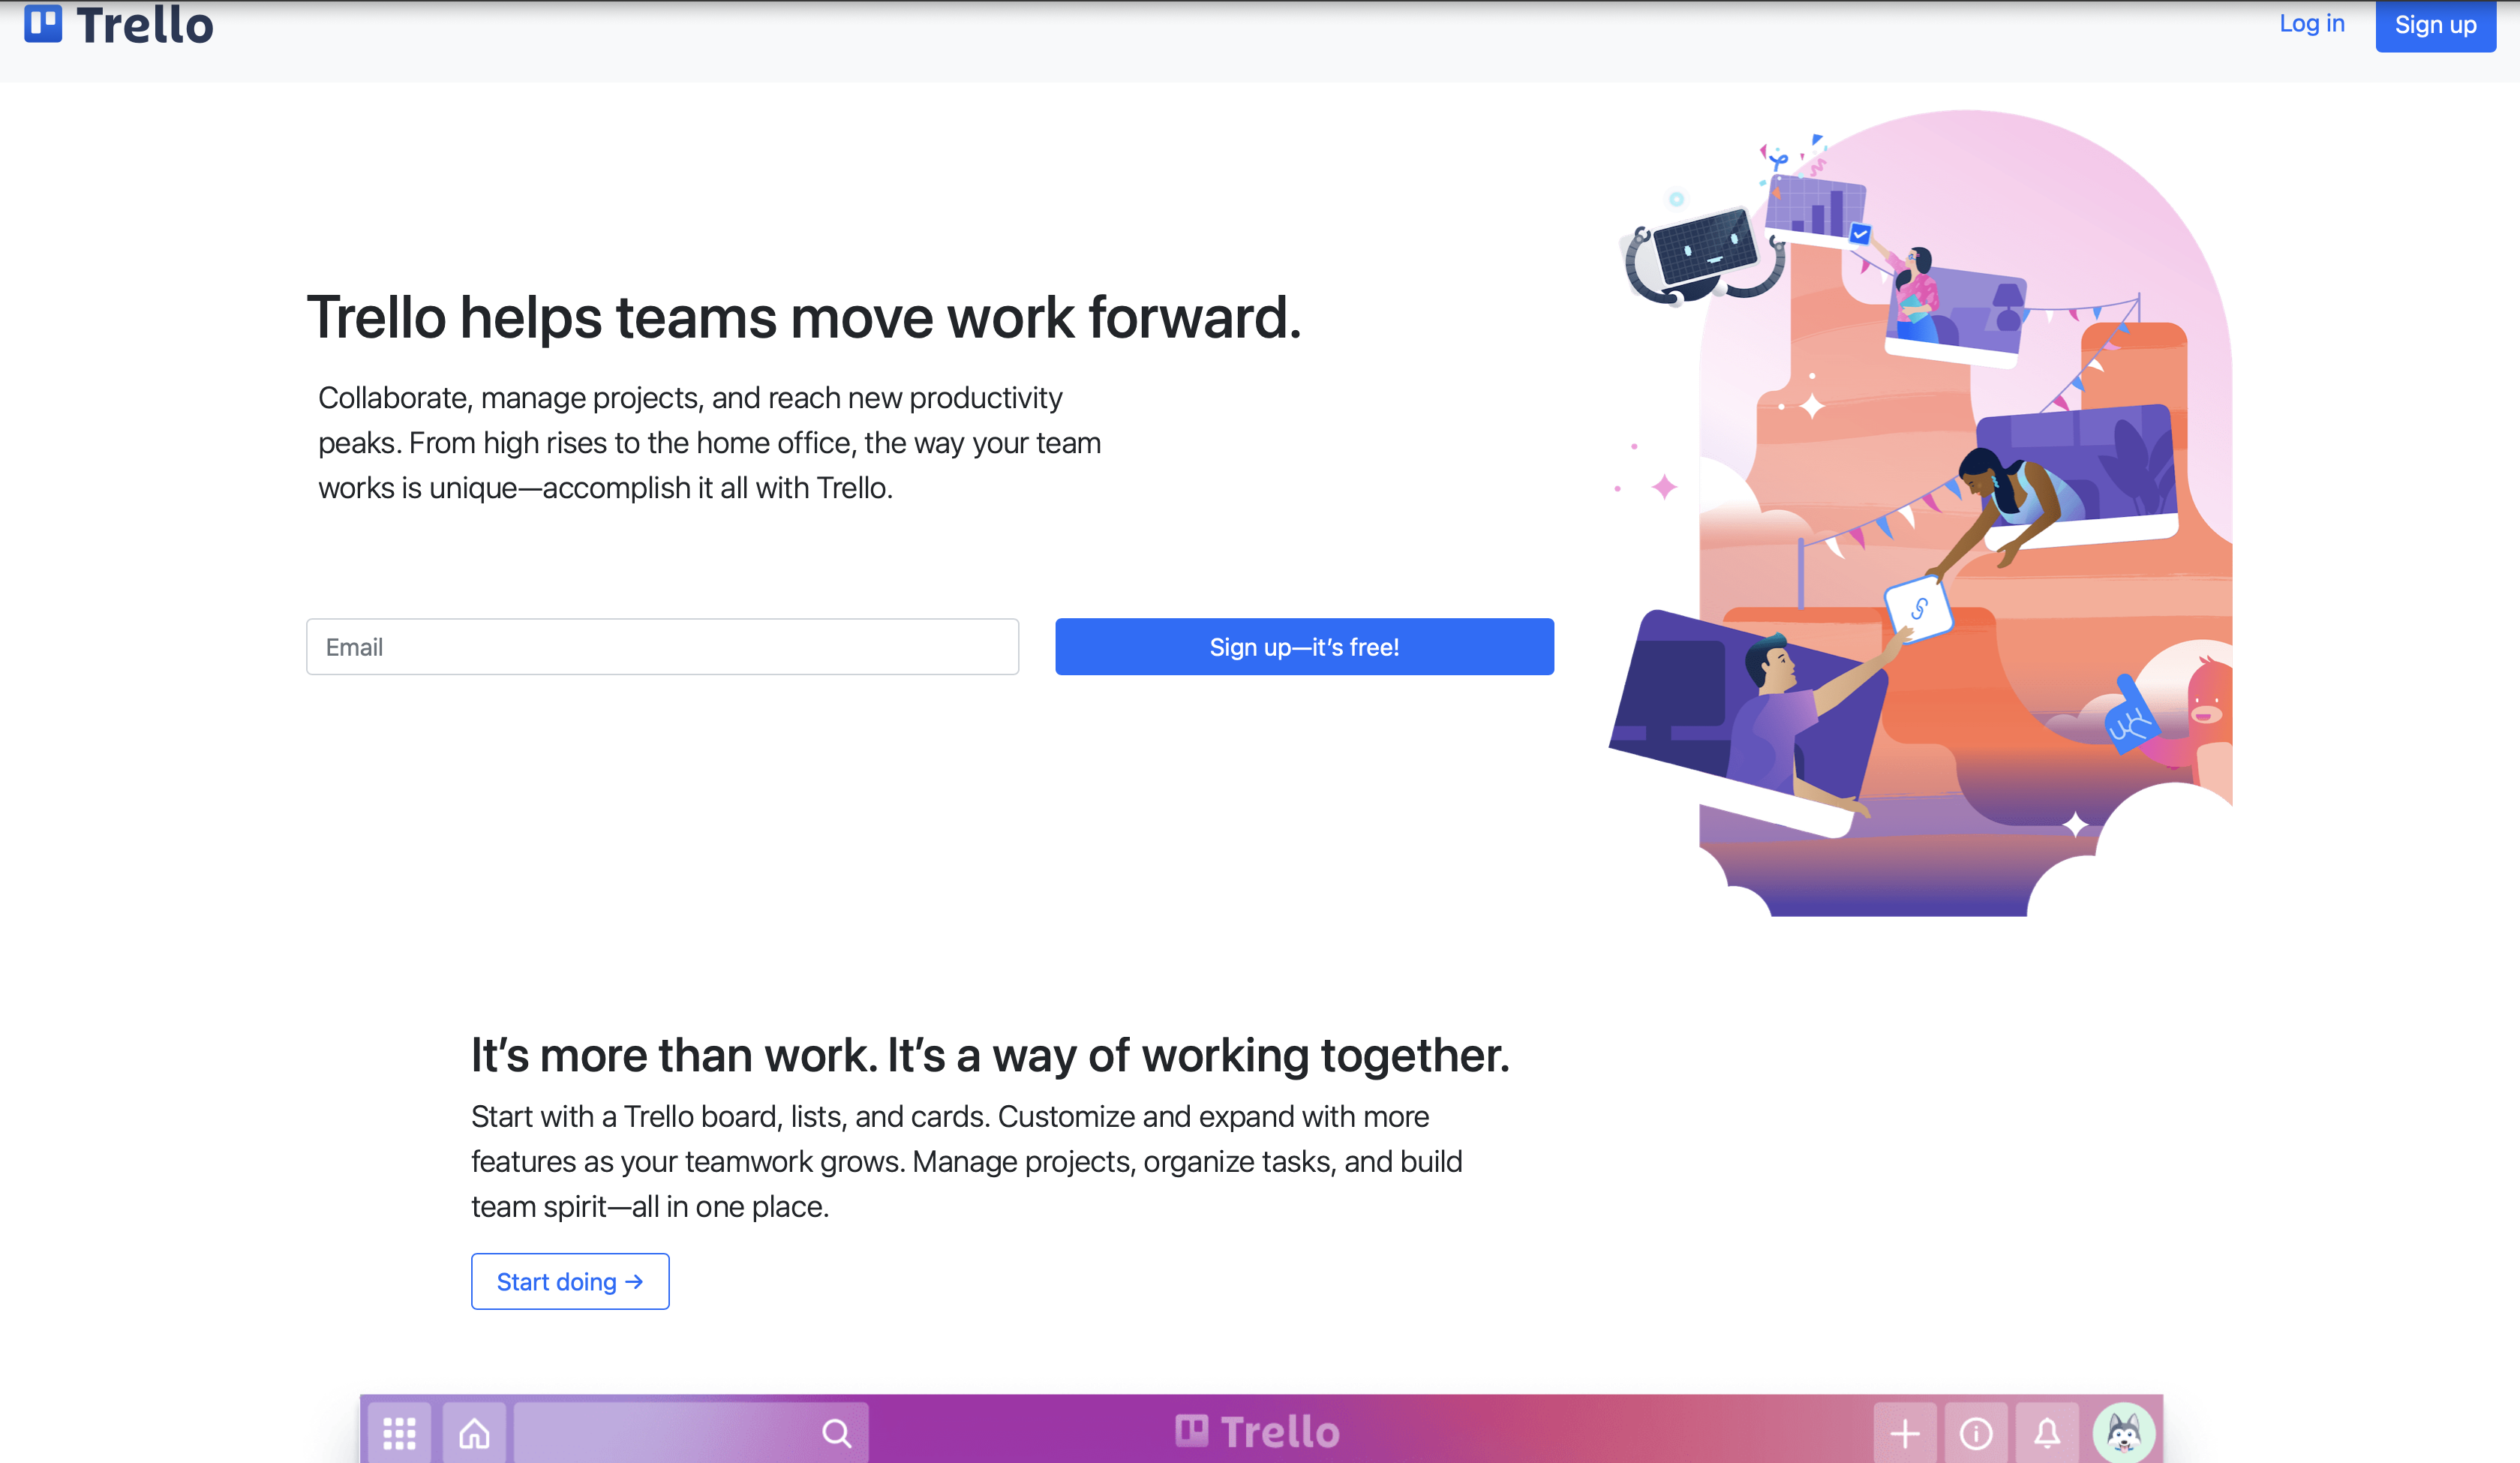 Trello
Log in
Sign up
Trello helps teams move work forward.
Collaborate, manage projects, and reach new productivity
peaks. From high rises to the home office, the way your team
works is unique—accomplish it all with Trello.
Email
Sign up—it’s free!
It’s more than work. It’s a way of working together.
Start with a Trello board, lists, and cards. Customize and expand with more
features as your teamwork grows. Manage projects, organize tasks, and build
team spirit—all in one place.
Start doing →
Trello